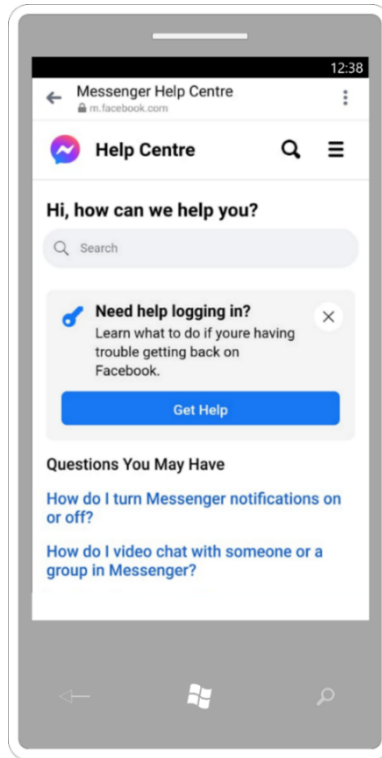 12:38
Messenger Help Centre
m.facebook.com
Help Centre
Hi, how can we help you?
Search
Need help logging in?
Learn what to do if youre having
trouble getting back on
Facebook.
Get Help
Questions You May Have
How do I turn Messenger notifications on
or off?
How do I video chat with someone or a
group in Messenger?